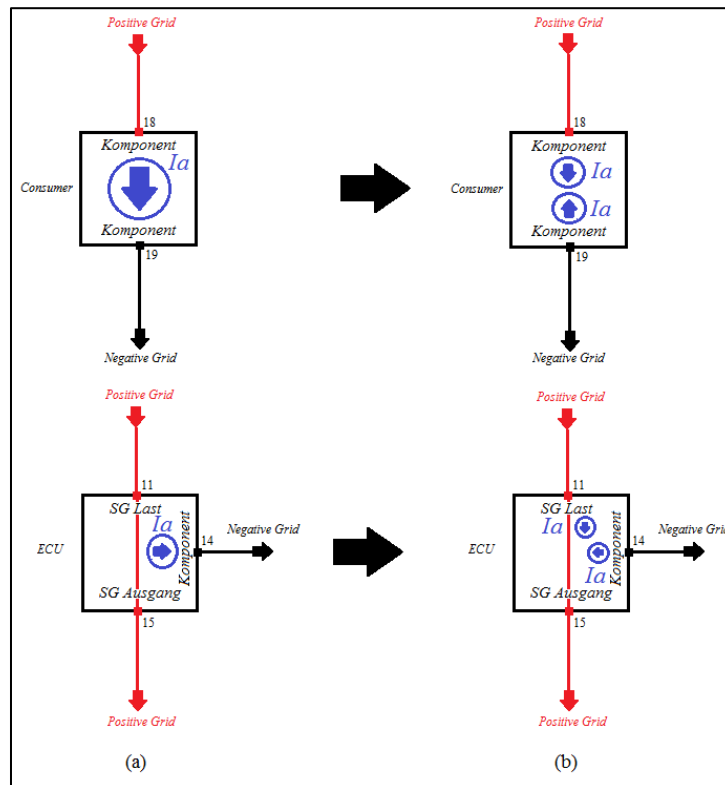 Positive Grid
18
Komponent
Ia
Consumer
Komponent
19
Negative Grid
Positive Grid
18
Komponent
Ia
Ia
Consumer
Komponent
19
Negative Grid
Positive Grid
11
SG Last
Ia
Komponent
14
Negative Grid
ECU
SG Ausgang
15
Positive Grid
Positive Grid
11
SG Last
Ia
Komponent
14
Negative Grid
ECU
Ia
SG Ausgang
15
Positive Grid
(a)
(b)